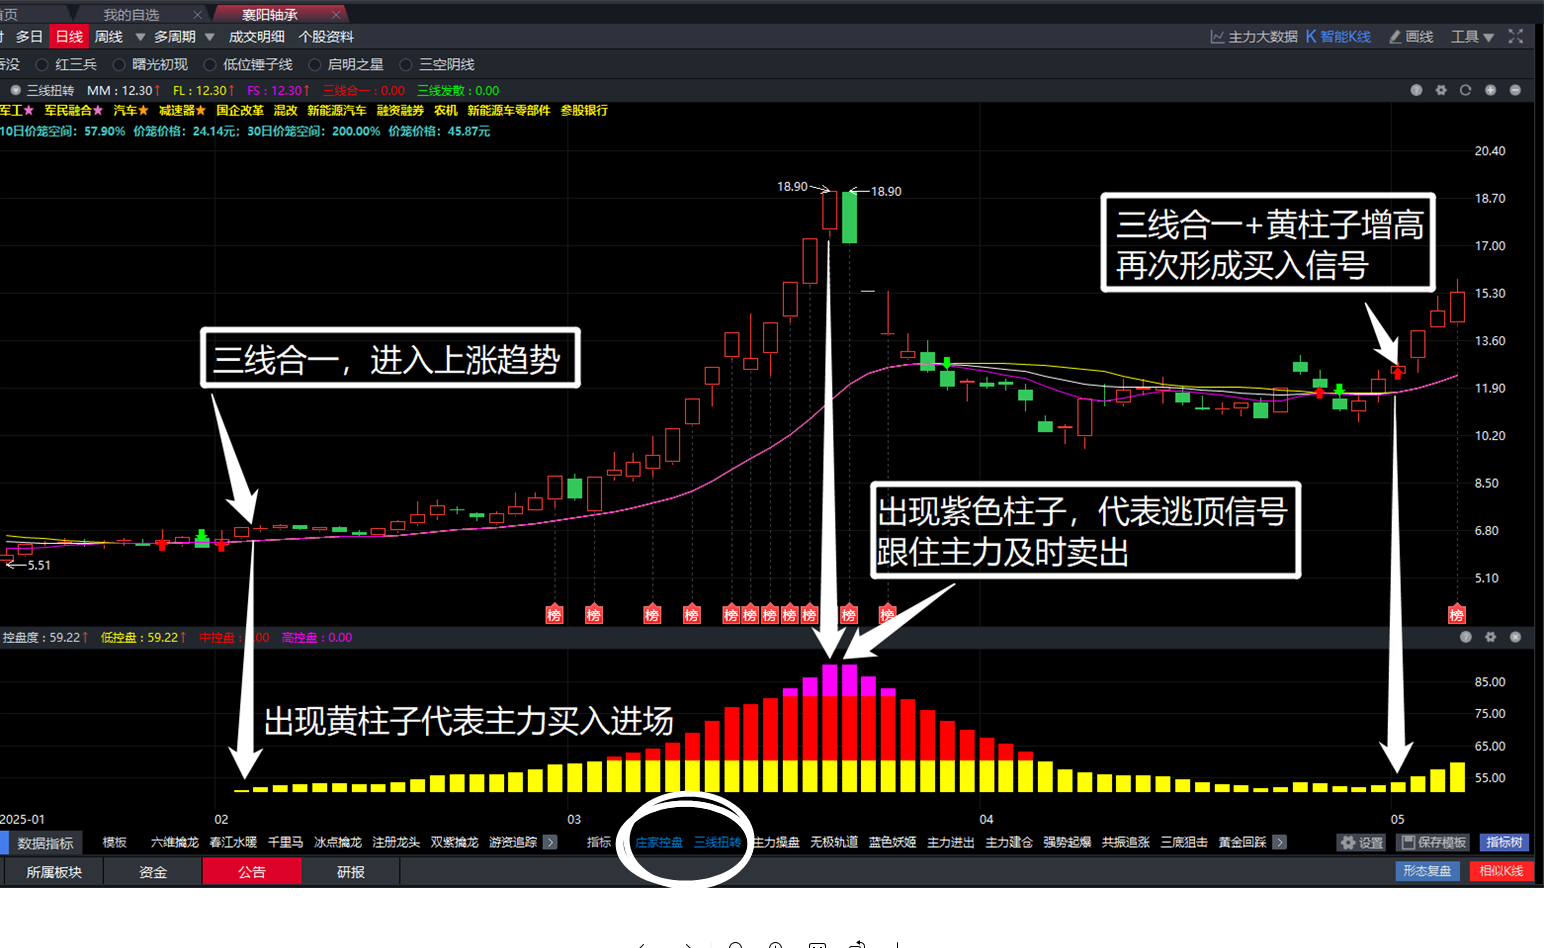 首页 我的自选 襄阳轴承
时 多日 日线 周线 多周期 成交明细 个股资料 主力大数据 K 智能K线 画线 工具
吞没 红三兵 曙光初现 低位锤子线 启明之星 三空阴线
三线扭转 MM : 12.30↑ FL : 12.30↑ FS : 12.30↑ 三线合一 : 0.00 三线发散 : 0.00
军工★ 军民融合★ 汽车★ 减速器★ 国企改革 混改 新能源汽车 融资融券 农机 新能源车零部件 参股银行
10日价笼空间：57.90% 价笼价格：24.14元；30日价笼空间：200.00% 价笼价格：45.87元
20.40
18.90 18.90
18.70
三线合一+黄柱子增高
再次形成买入信号
17.00
15.30
13.60
三线合一，进入上涨趋势
11.90
10.20
8.50
出现紫色柱子，代表逃顶信号
跟住主力及时卖出
6.80
5.51
5.10
榜 榜 榜 榜 榜 榜 榜 榜 榜 榜 榜 榜
控盘度 : 59.22↑ 低控盘 : 59.22↑ 中控盘 : .00 高控盘 : 0.00
85.00
出现黄柱子代表主力买入进场
75.00
65.00
55.00
2025-01 02 03 04 05
数据指标 模板 六维擒龙 春江水暖 千里马 冰点擒龙 注册龙头 双紫擒龙 游资追踪 指标 庄家控盘 三线扭转 主力操盘 无极轨道 蓝色妖姬 主力进出 主力建仓 强势起爆 共振追涨 三底狙击 黄金回踩 设置 保存模板 指标树
所属板块 资金 公告 研报 形态复盘 相似K线